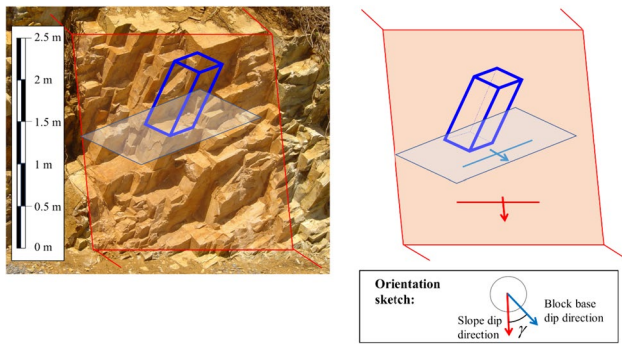 2.5 m
2 m
1.5 m
1 m
0.5 m
0 m
Orientation
sketch:
Slope dip
direction
γ
Block base
dip direction